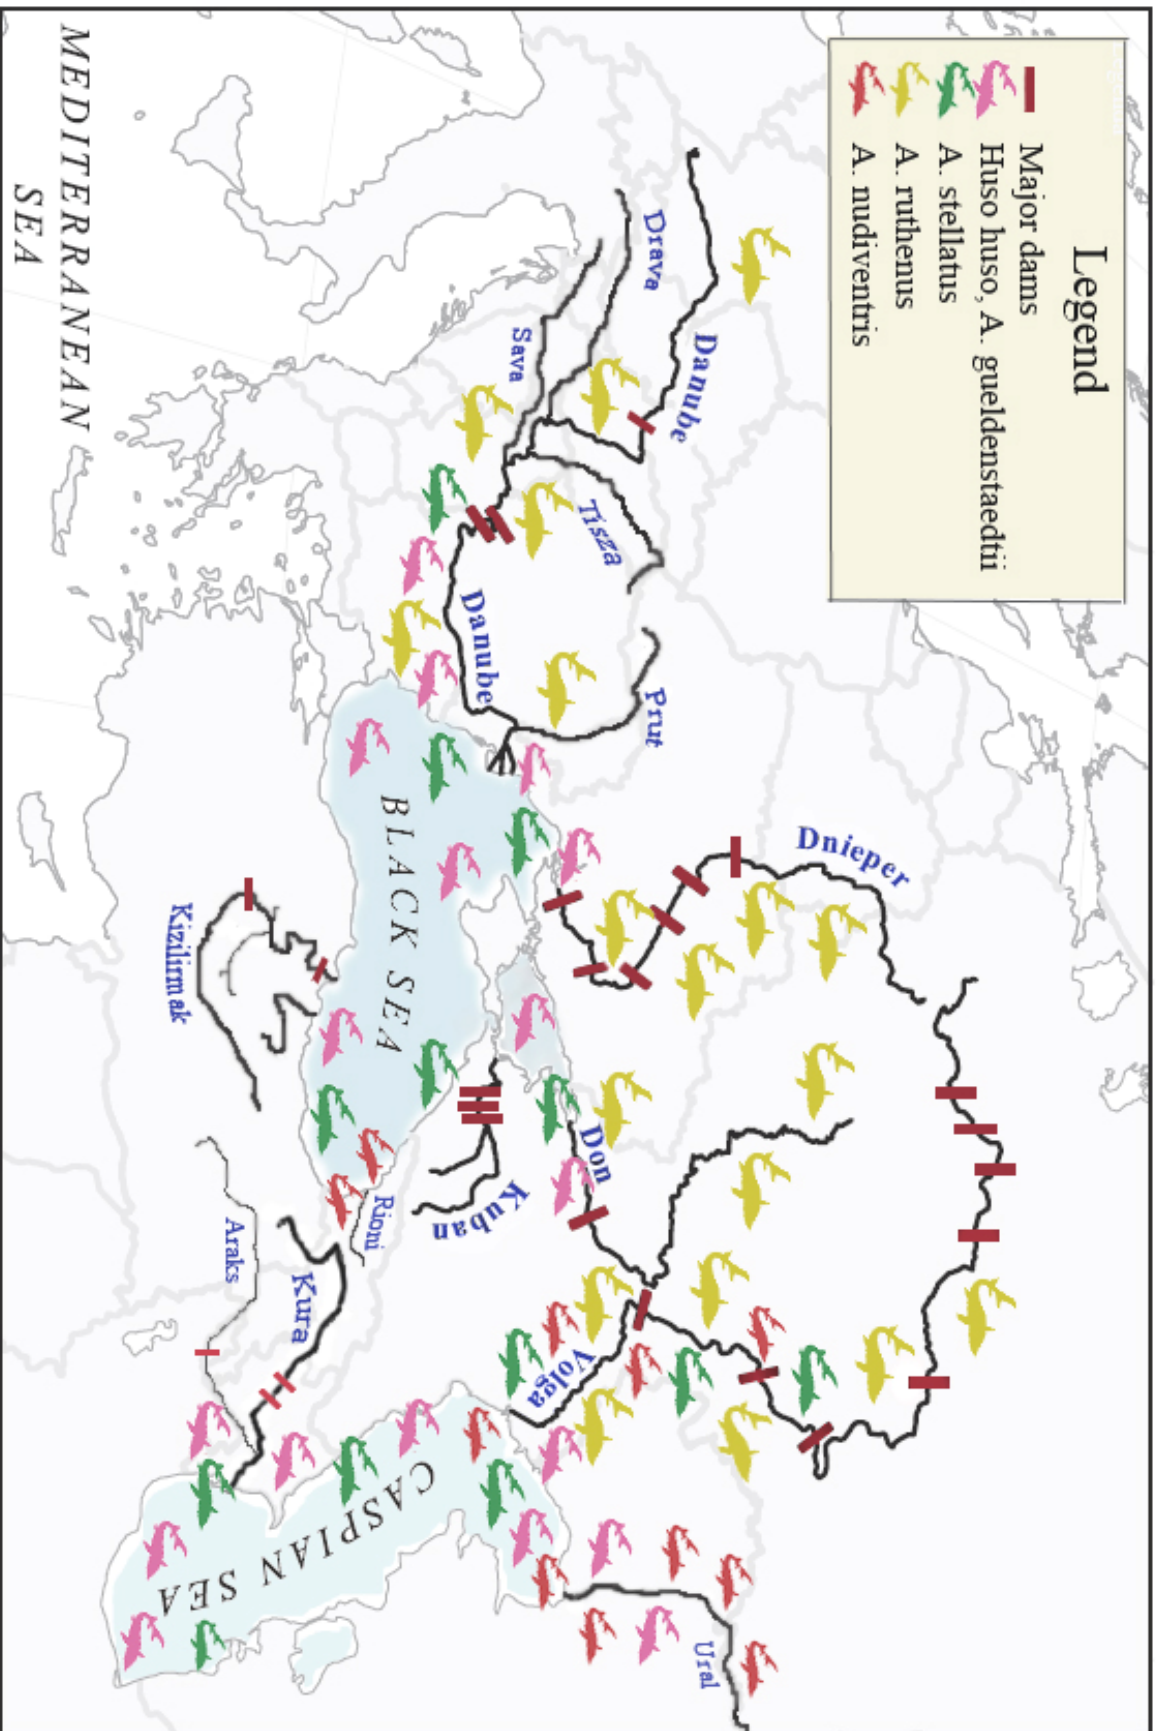 Legend
Major dams
Huso huso, A. gueldenstaedtii
A. stellatus
A. ruthenus
A. nudiventris
Drava
Danube
Sava
Tisza
Danube
Prut
Dnieper
Don
Kuban
Volga
Ural
Rioni
Kura
Araks
Kizilirmak
BLACK SEA
CASPIAN SEA
MEDITERRANEAN
SEA